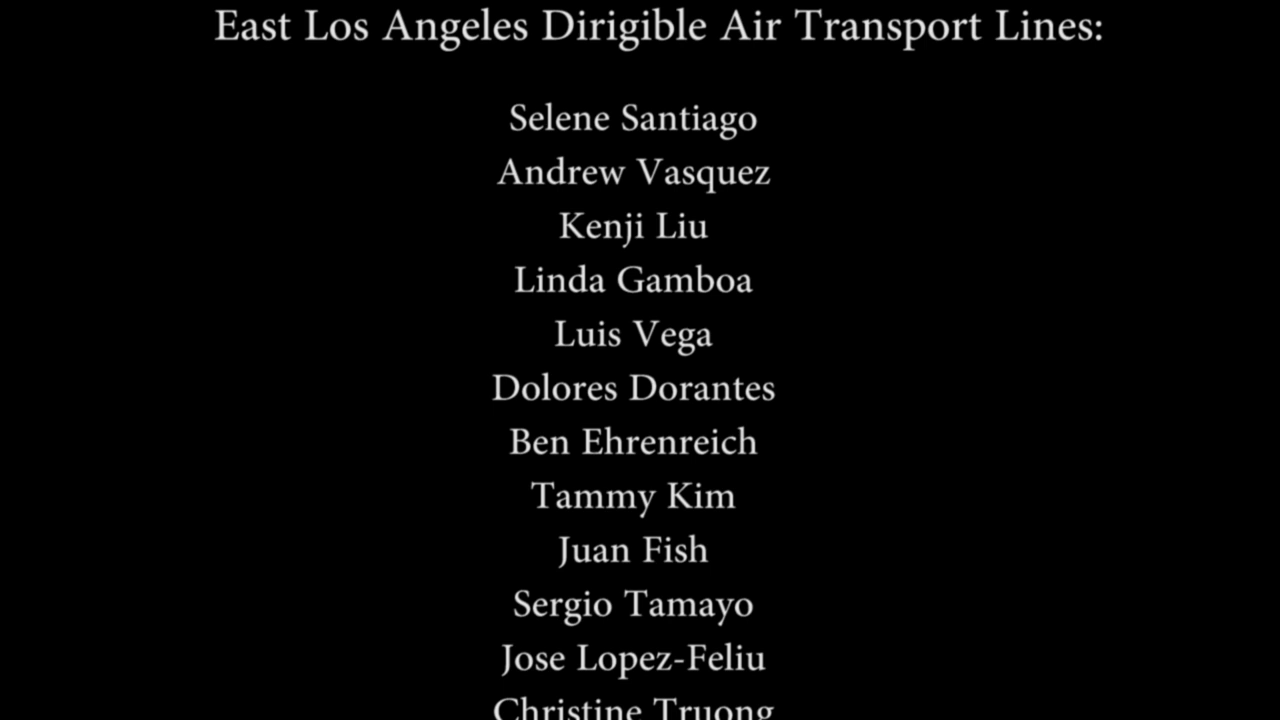 East Los Angeles Dirigible Air Transport Lines:
Selene Santiago
Andrew Vasquez
Kenji Liu
Linda Gamboa
Luis Vega
Dolores Dorantes
Ben Ehrenreich
Tammy Kim
Juan Fish
Sergio Tamayo
Jose Lopez-Feliu
Christine Truong